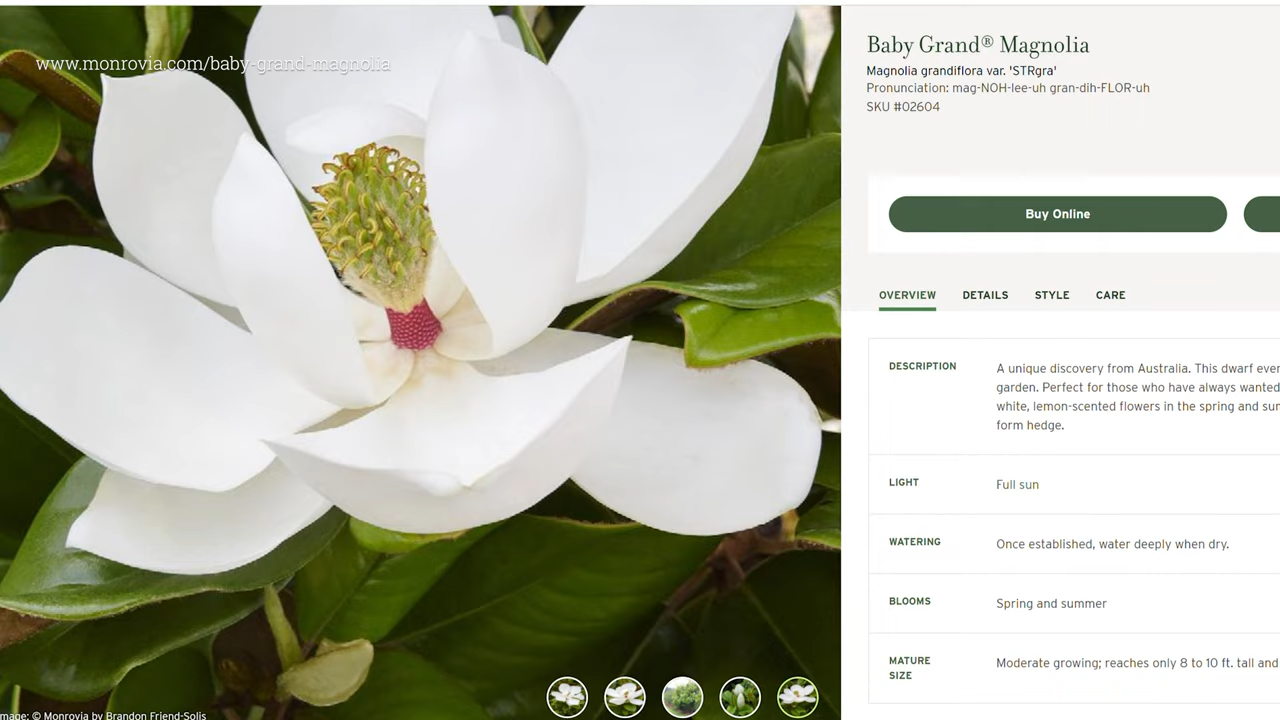 www.monrovia.com/baby-grand-magnolia
Baby Grand® Magnolia
Magnolia grandiflora var. 'STRgra'
Pronunciation: mag-NOH-lee-uh gran-dih-FLOR-uh
SKU #02604
Buy Online
OVERVIEW DETAILS STYLE CARE
DESCRIPTION
A unique discovery from Australia. This dwarf ever
garden. Perfect for those who have always wanted
white, lemon-scented flowers in the spring and sum
form hedge.
LIGHT
Full sun
WATERING
Once established, water deeply when dry.
BLOOMS
Spring and summer
MATURE
SIZE
Moderate growing; reaches only 8 to 10 ft. tall and
mage: © Monrovia by Brandon Friend-Solis